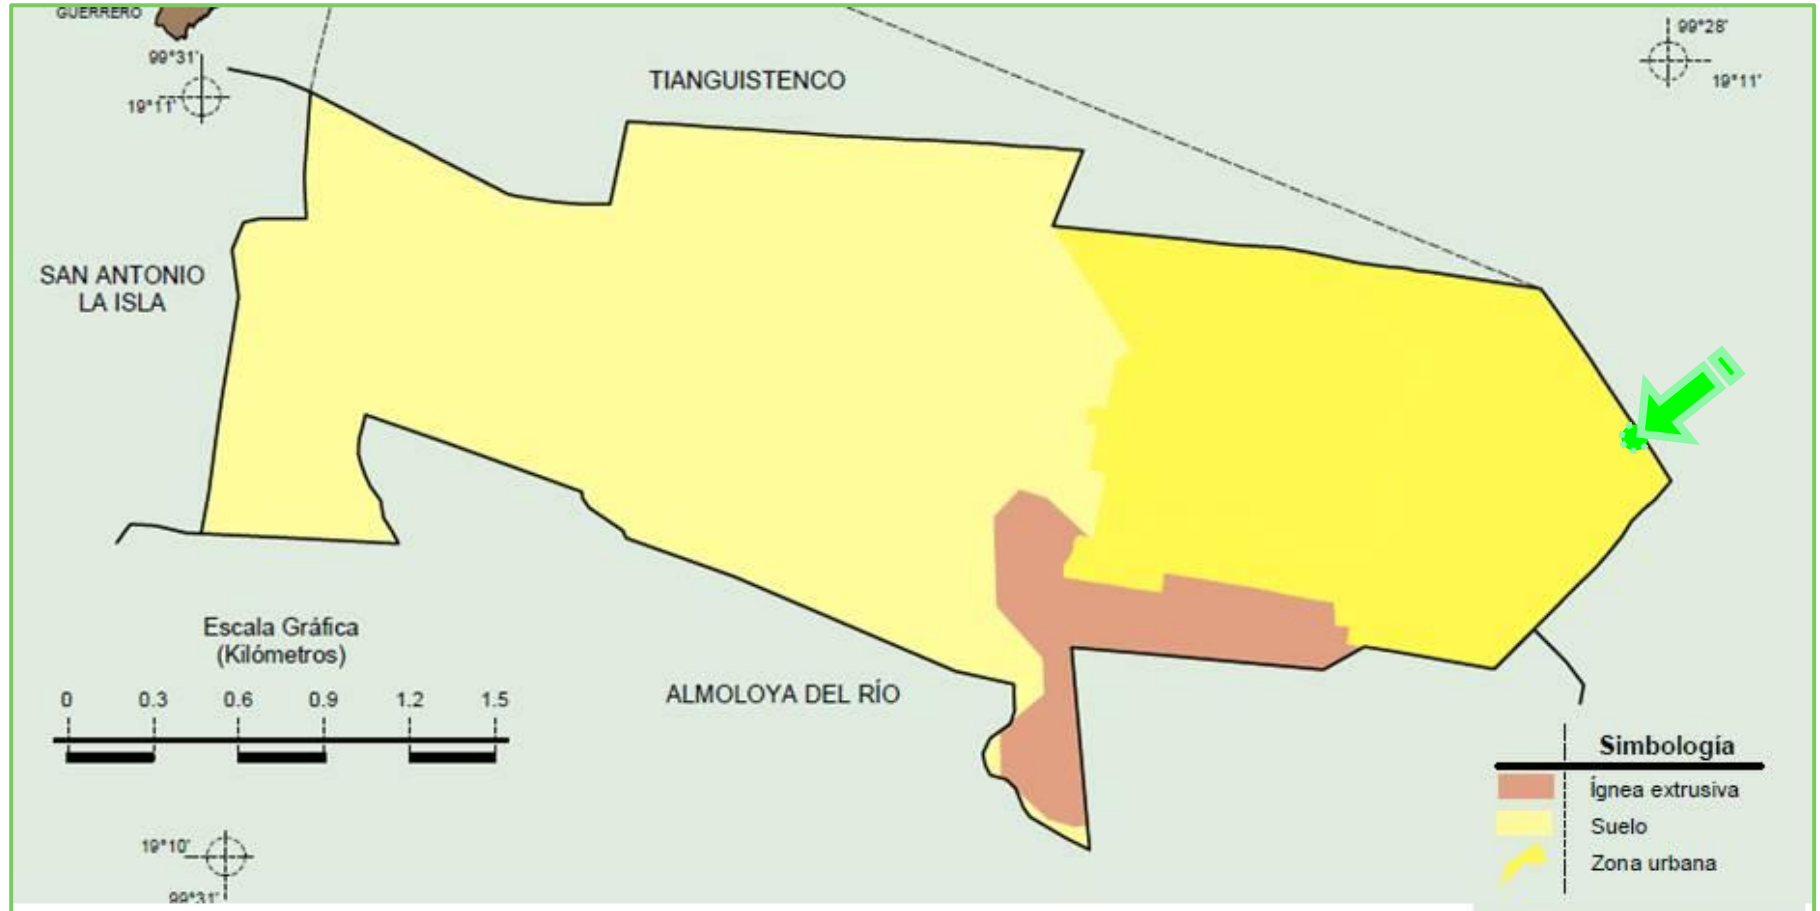 GUERRERO
99°31'
19°11'
TIANGUISTENCO
99°28'
19°11'
SAN ANTONIO
LA ISLA
Escala Gráfica
(Kilómetros)
0 0.3 0.6 0.9 1.2 1.5
ALMOLOYA DEL RÍO
Simbología
Ígnea extrusiva
Suelo
Zona urbana
19°10'
99°31'